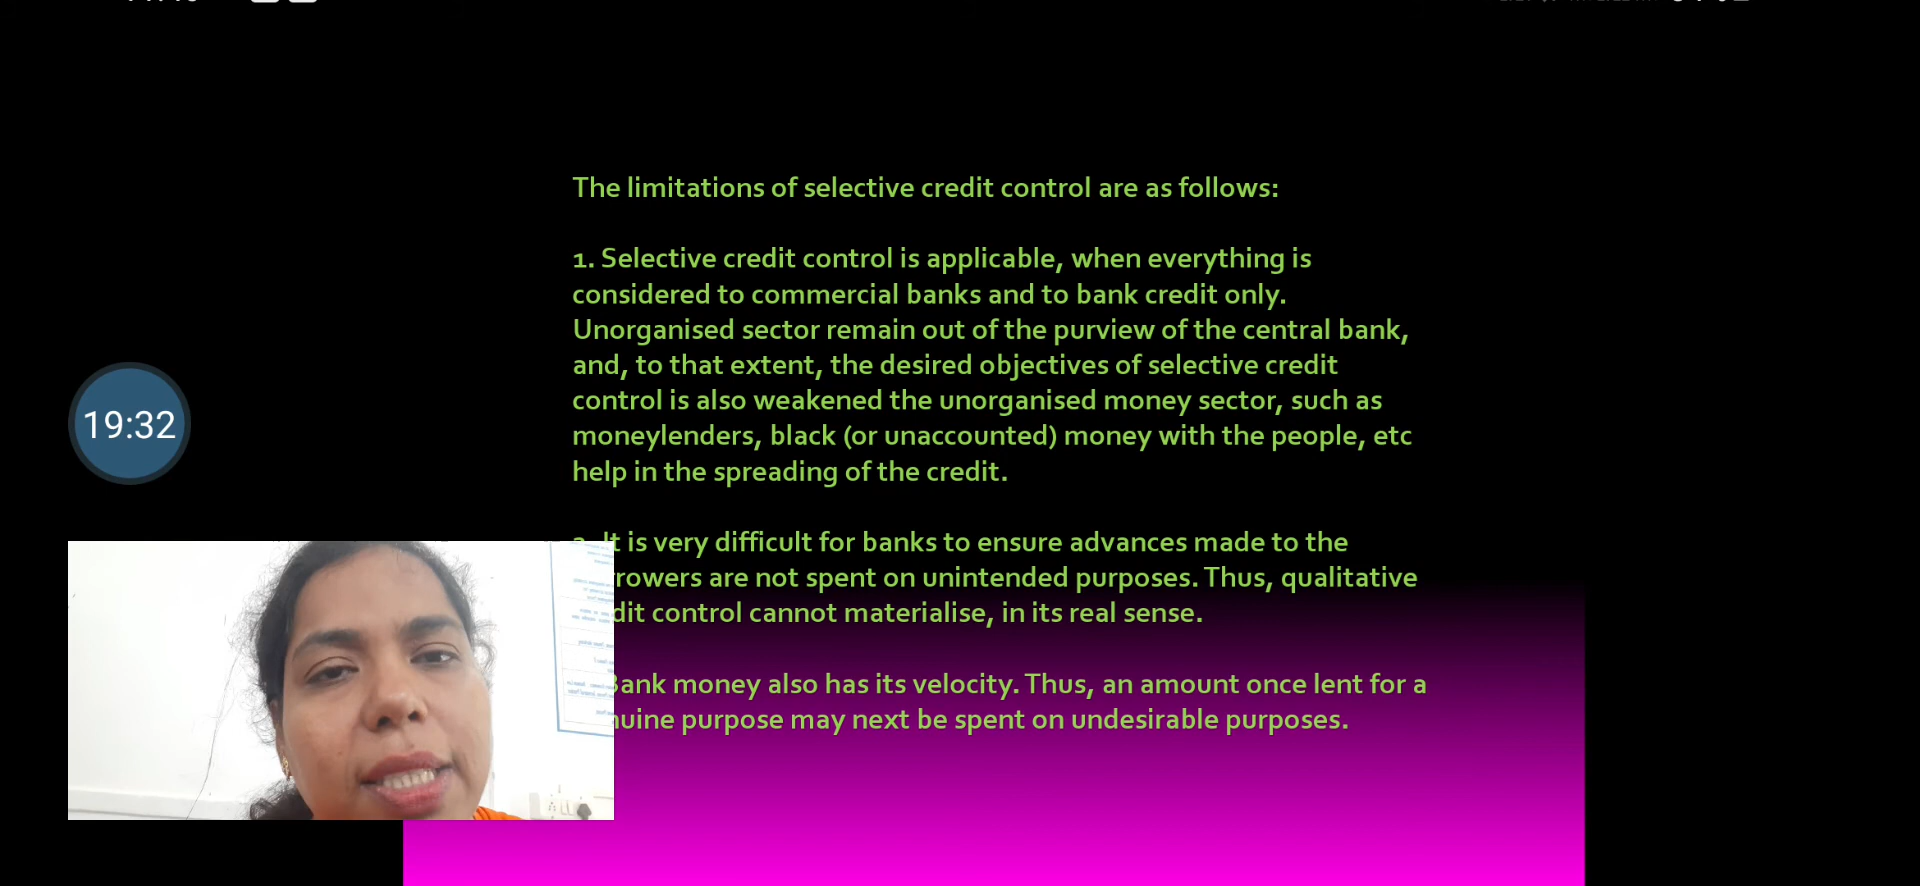 The limitations of selective credit control are as follows:
1. Selective credit control is applicable, when everything is
considered to commercial banks and to bank credit only.
Unorganised sector remain out of the purview of the central bank,
and, to that extent, the desired objectives of selective credit
control is also weakened the unorganised money sector, such as
moneylenders, black (or unaccounted) money with the people, etc
help in the spreading of the credit.
19:32
It is very difficult for banks to ensure advances made to the
are not spent on unintended purposes. Thus, qualitative
control cannot materialise, in its real sense.
Bank money also has its velocity. Thus, an amount once lent for a
purpose may next be spent on undesirable purposes.